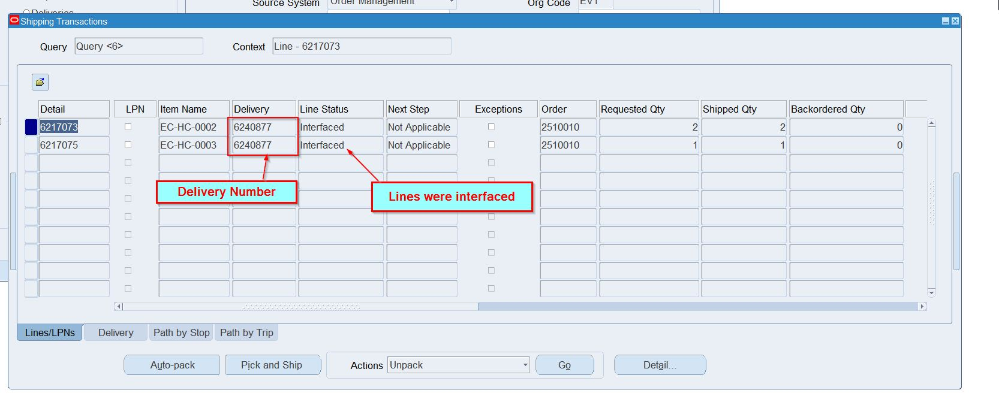 Source System Order Management Org Code EV1
Deliveries
Shipping Transactions
Query Query <6> Context Line - 6217073
Detail LPN Item Name Delivery Line Status Next Step Exceptions Order Requested Qty Shipped Qty Backordered Qty
6217073 EC-HC-0002 6240877 Interfaced Not Applicable 2510010 2 2 0
6217075 EC-HC-0003 6240877 Interfaced Not Applicable 2510010 1 1 0
Delivery Number
Lines were interfaced
Lines/LPNs Delivery Path by Stop Path by Trip
Auto-pack Pick and Ship Actions Unpack Go Detail...